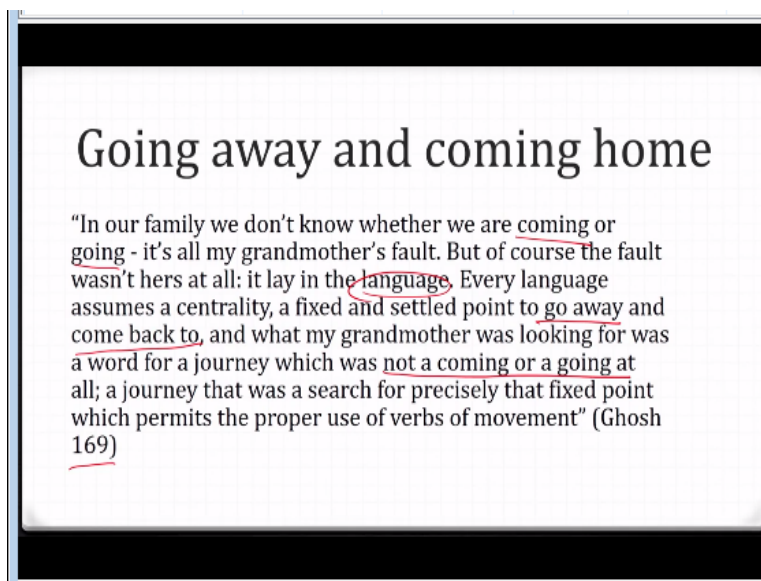 Going away and coming home
“In our family we don’t know whether we are coming or
going - it’s all my grandmother’s fault. But of course the fault
wasn’t hers at all: it lay in the language. Every language
assumes a centrality, a fixed and settled point to go away and
come back to, and what my grandmother was looking for was
a word for a journey which was not a coming or a going at
all; a journey that was a search for precisely that fixed point
which permits the proper use of verbs of movement” (Ghosh
169)